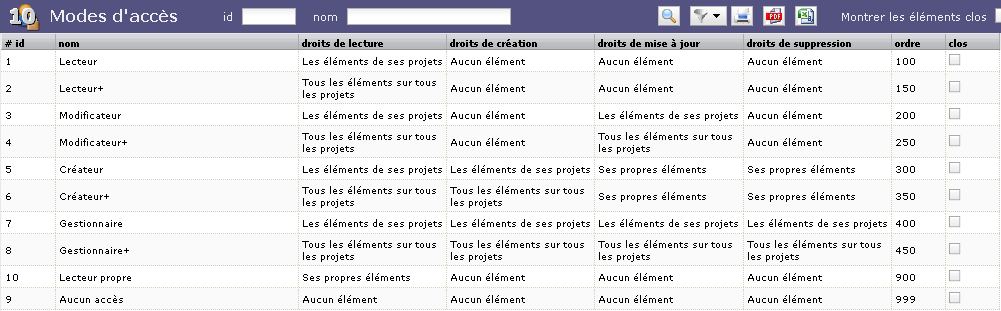 10 Modes d'accès id nom PDF Montrer les éléments clos
# id nom droits de lecture droits de création droits de mise à jour droits de suppression ordre clos
1 Lecteur Les éléments de ses projets Aucun élément Aucun élément Aucun élément 100
2 Lecteur+ Tous les éléments sur tous les projets Aucun élément Aucun élément Aucun élément 150
3 Modificateur Les éléments de ses projets Aucun élément Les éléments de ses projets Aucun élément 200
4 Modificateur+ Tous les éléments sur tous les projets Aucun élément Tous les éléments sur tous les projets Aucun élément 250
5 Créateur Les éléments de ses projets Les éléments de ses projets Ses propres éléments Ses propres éléments 300
6 Créateur+ Tous les éléments sur tous les projets Tous les éléments sur tous les projets Ses propres éléments Ses propres éléments 350
7 Gestionnaire Les éléments de ses projets Les éléments de ses projets Les éléments de ses projets Les éléments de ses projets 400
8 Gestionnaire+ Tous les éléments sur tous les projets Tous les éléments sur tous les projets Tous les éléments sur tous les projets Tous les éléments sur tous les projets 450
10 Lecteur propre Ses propres éléments Aucun élément Aucun élément Aucun élément 900
9 Aucun accès Aucun élément Aucun élément Aucun élément Aucun élément 999